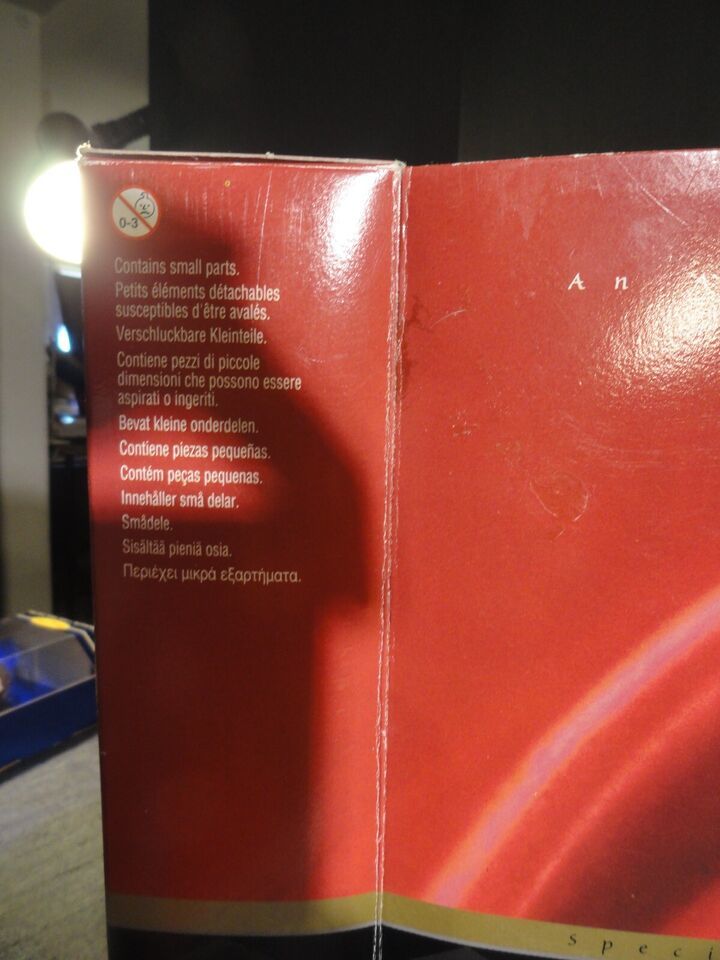 0-3
Contains small parts.
Petits éléments détachables
susceptibles d'être avalés.
Verschluckbare Kleinteile.
Contiene pezzi di piccole
dimensioni che possono essere
aspirati o ingeriti.
Bevat kleine onderdelen.
Contiene piezas pequeñas.
Contém peças pequenas.
Innehåller små delar.
Smådele.
Sisältää pieniä osia.
Περιέχει μικρά εξαρτήματα.
An